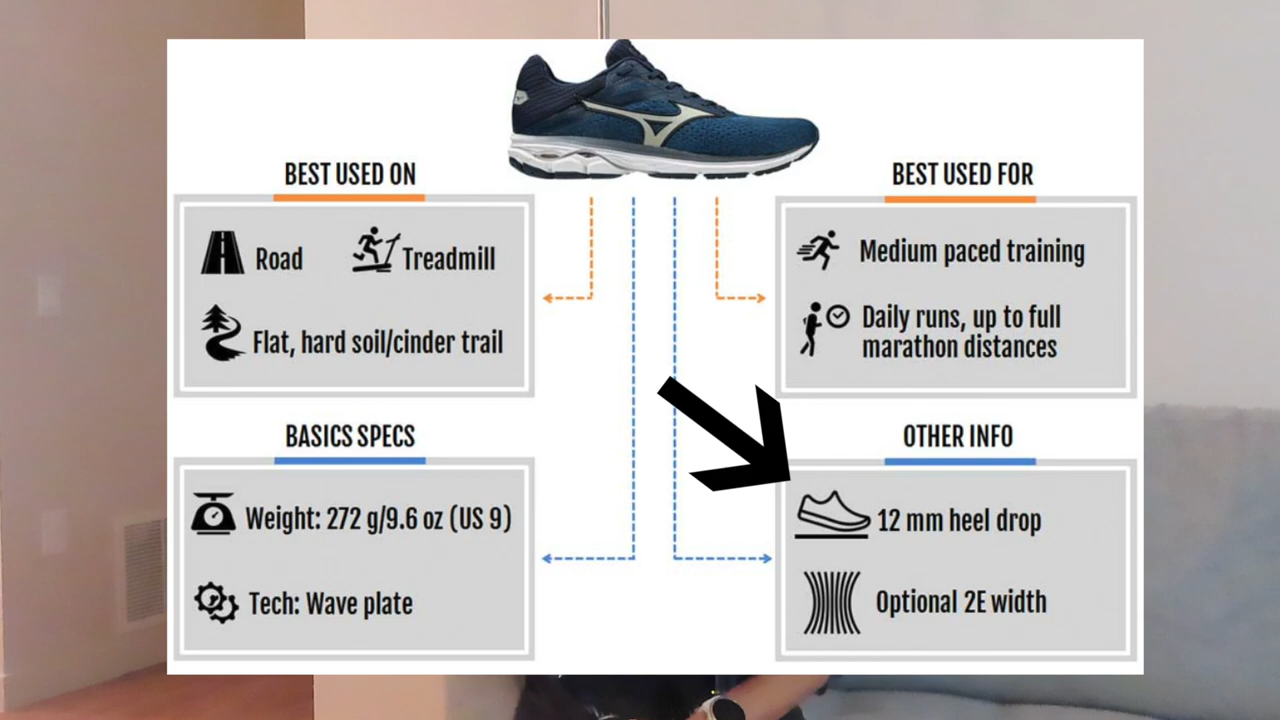 BEST USED ON
Road
Treadmill
Flat, hard soil/cinder trail
BEST USED FOR
Medium paced training
Daily runs, up to full
marathon distances
BASICS SPECS
Weight: 272 g/9.6 oz (US 9)
Tech: Wave plate
OTHER INFO
12 mm heel drop
Optional 2E width